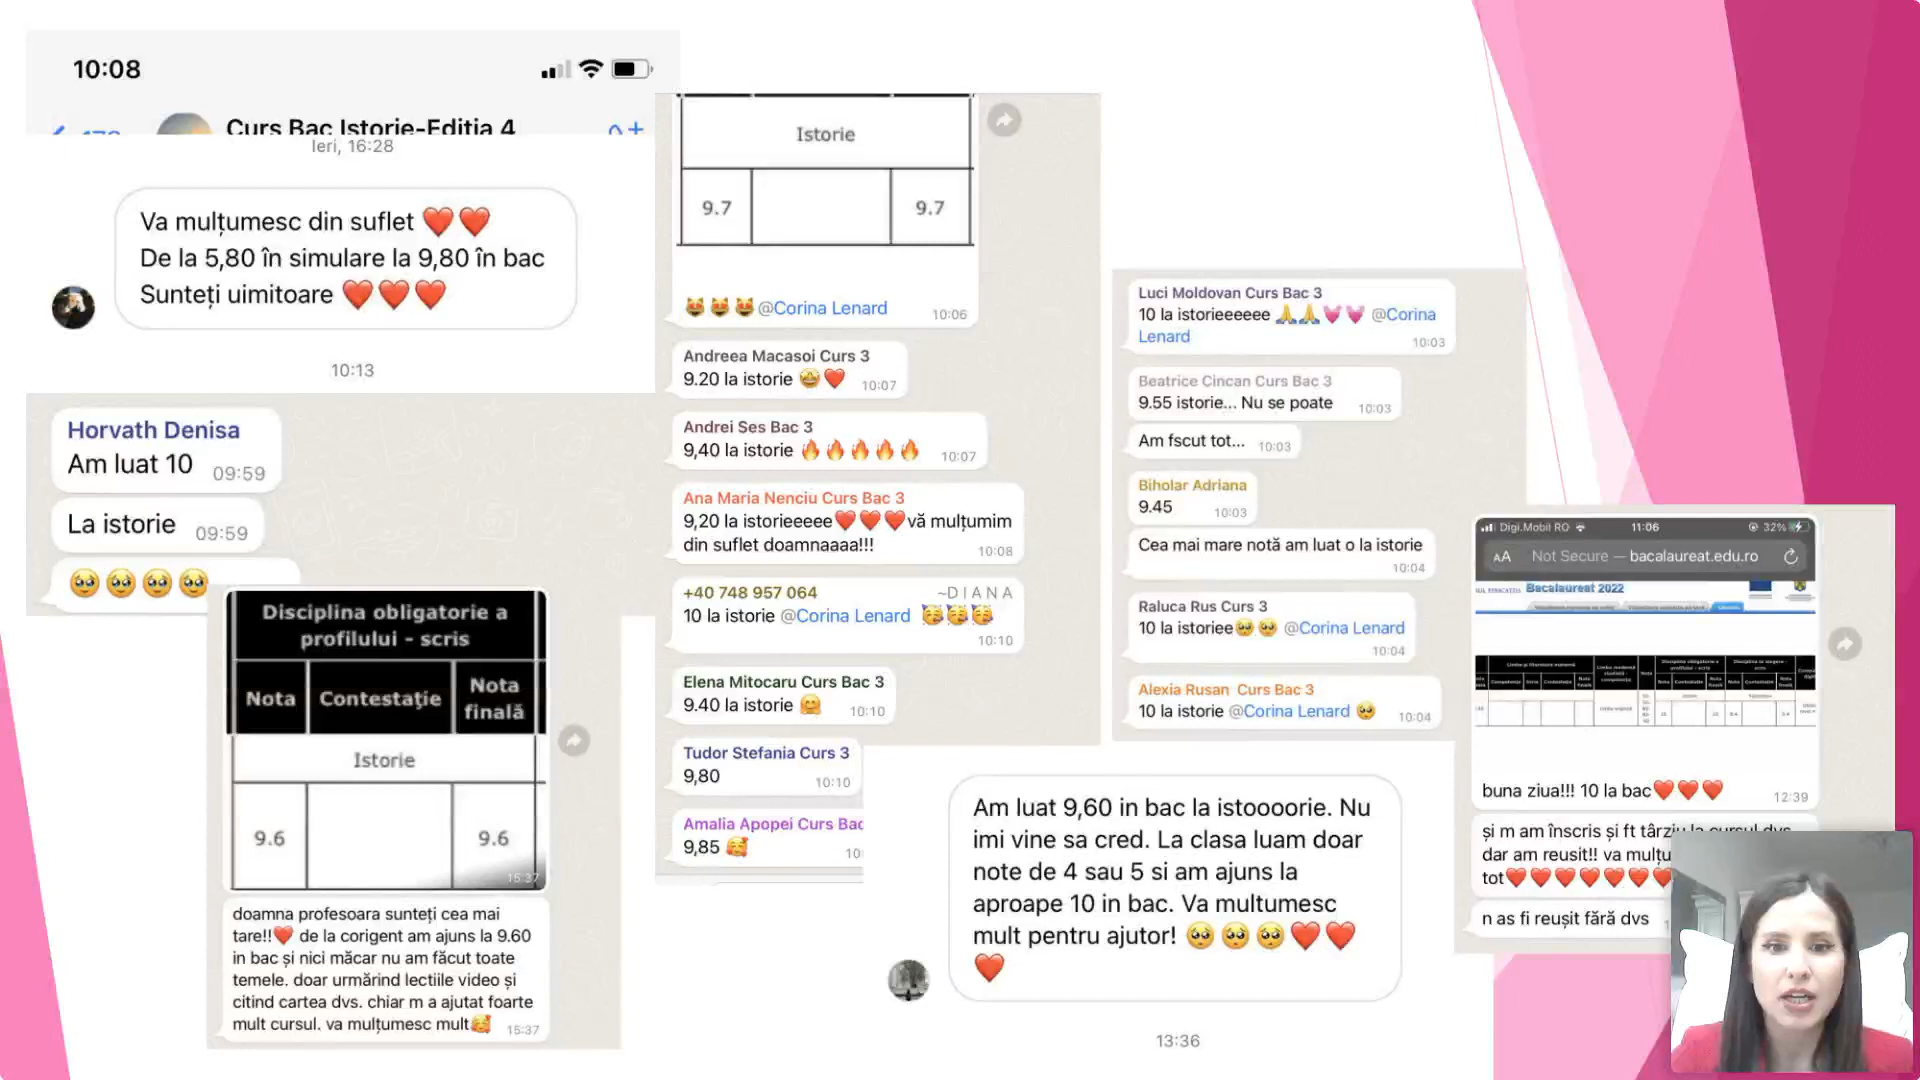 10:08
Curs Bac Istorie-Editia 4
Ieri, 16:28
Va mulțumesc din suflet ❤️❤️
De la 5,80 în simulare la 9,80 în bac
Sunteți uimitoare ❤️❤️❤️
10:13
Horvath Denisa
Am luat 10 09:59
La istorie 09:59
🥹🥹🥹🥹
Disciplina obligatorie a
profilului - scris
Nota Contestaţie Nota
finală
Istorie
9.6 9.6
15:37
doamna profesoara sunteți cea mai
tare!!❤️ de la corigent am ajuns la 9.60
in bac și nici măcar nu am făcut toate
temele. doar urmărind lectiile video și
citind cartea dvs. chiar m a ajutat foarte
mult cursul. va mulțumesc mult🥰 15:37
Istorie
9.7 9.7
😻😻😻@Corina Lenard 10:06
Andreea Macasoi Curs 3
9.20 la istorie 🤩❤️ 10:07
Andrei Ses Bac 3
9,40 la istorie 🔥🔥🔥🔥🔥 10:07
Ana Maria Nenciu Curs Bac 3
9,20 la istorieeeee❤️❤️❤️vă mulțumim
din suflet doamnaaaa!!! 10:08
+40 748 957 064 ~D I A N A
10 la istorie @Corina Lenard 🥳🥳🥳
10:10
Elena Mitocaru Curs Bac 3
9.40 la istorie 🤗 10:10
Tudor Stefania Curs 3
9,80 10:10
Amalia Apopei Curs Bac
9,85 🥰 10:
Luci Moldovan Curs Bac 3
10 la istorieeeeee 🙏🙏💓💓 @Corina
Lenard 10:03
Beatrice Cincan Curs Bac 3
9.55 istorie... Nu se poate 10:03
Am fscut tot... 10:03
Biholar Adriana
9.45 10:03
Cea mai mare notă am luat o la istorie
10:04
Raluca Rus Curs 3
10 la istoriee🥹🥹 @Corina Lenard
10:04
Alexia Rusan Curs Bac 3
10 la istorie @Corina Lenard 🥹 10:04
Am luat 9,60 in bac la istoooorie. Nu
imi vine sa cred. La clasa luam doar
note de 4 sau 5 si am ajuns la
aproape 10 in bac. Va multumesc
mult pentru ajutor! 🥺🥺🥺❤️❤️
❤️
13:36
Digi.Mobil RO 11:06 32%
AA Not Secure — bacalaureat.edu.ro
Bacalaureat 2022
buna ziua!!! 10 la bac❤️❤️❤️ 12:39
și m am înscris și ft târziu la cursul dvs
dar am reusit!! va mulțu
tot❤️❤️❤️❤️❤️❤️❤️
n as fi reușit fără dvs